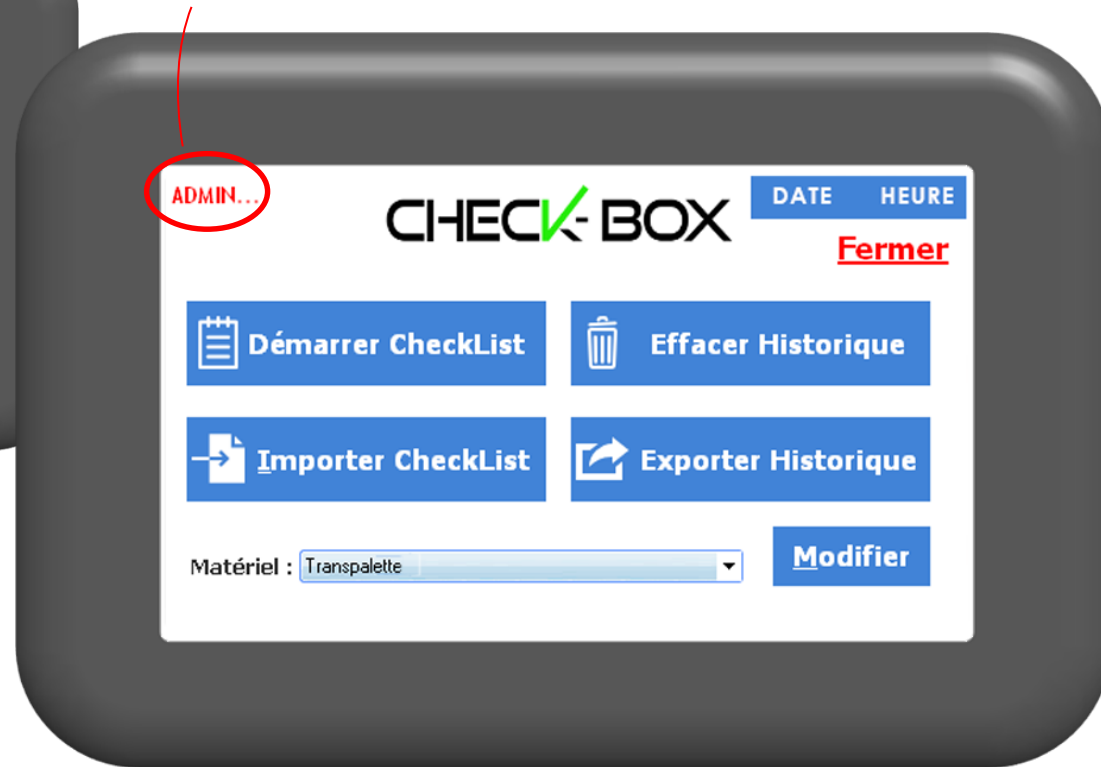 ADMIN...
CHECK-BOX
DATE HEURE
Fermer
Démarrer CheckList
Effacer Historique
Importer CheckList
Exporter Historique
Matériel : Transpalette
Modifier